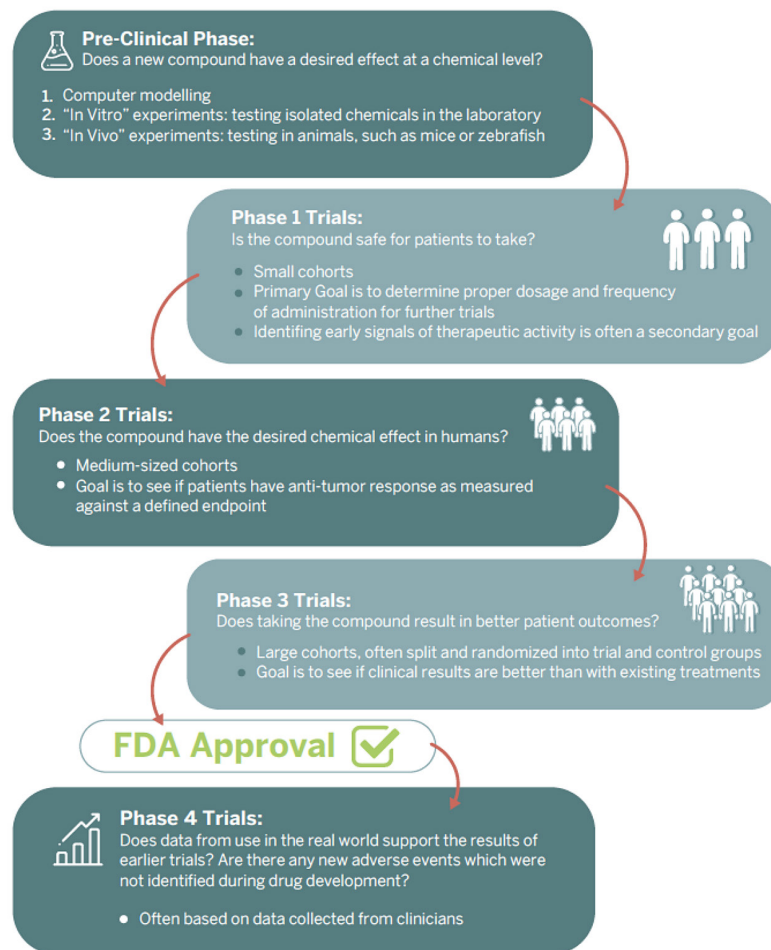 Pre-Clinical Phase:
Does a new compound have a desired effect at a chemical level?
1. Computer modelling
2. “In Vitro” experiments: testing isolated chemicals in the laboratory
3. “In Vivo” experiments: testing in animals, such as mice or zebrafish
Phase 1 Trials:
Is the compound safe for patients to take?
• Small cohorts
• Primary Goal is to determine proper dosage and frequency
of administration for further trials
• Identifing early signals of therapeutic activity is often a secondary goal
Phase 2 Trials:
Does the compound have the desired chemical effect in humans?
• Medium-sized cohorts
• Goal is to see if patients have anti-tumor response as measured
against a defined endpoint
Phase 3 Trials:
Does taking the compound result in better patient outcomes?
• Large cohorts, often split and randomized into trial and control groups
• Goal is to see if clinical results are better than with existing treatments
FDA Approval
Phase 4 Trials:
Does data from use in the real world support the results of
earlier trials? Are there any new adverse events which were
not identified during drug development?
• Often based on data collected from clinicians